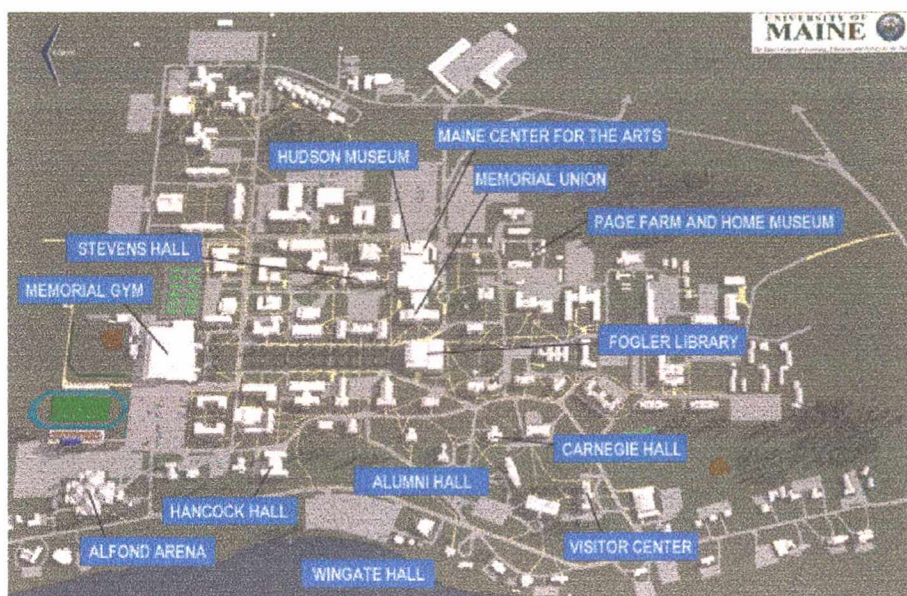 UNIVERSITY OF
MAINE
MAINE CENTER FOR THE ARTS
HUDSON MUSEUM
MEMORIAL UNION
PAGE FARM AND HOME MUSEUM
STEVENS HALL
MEMORIAL GYM
FOGLER LIBRARY
CARNEGIE HALL
ALUMNI HALL
HANCOCK HALL
ALFOND ARENA
VISITOR CENTER
WINGATE HALL